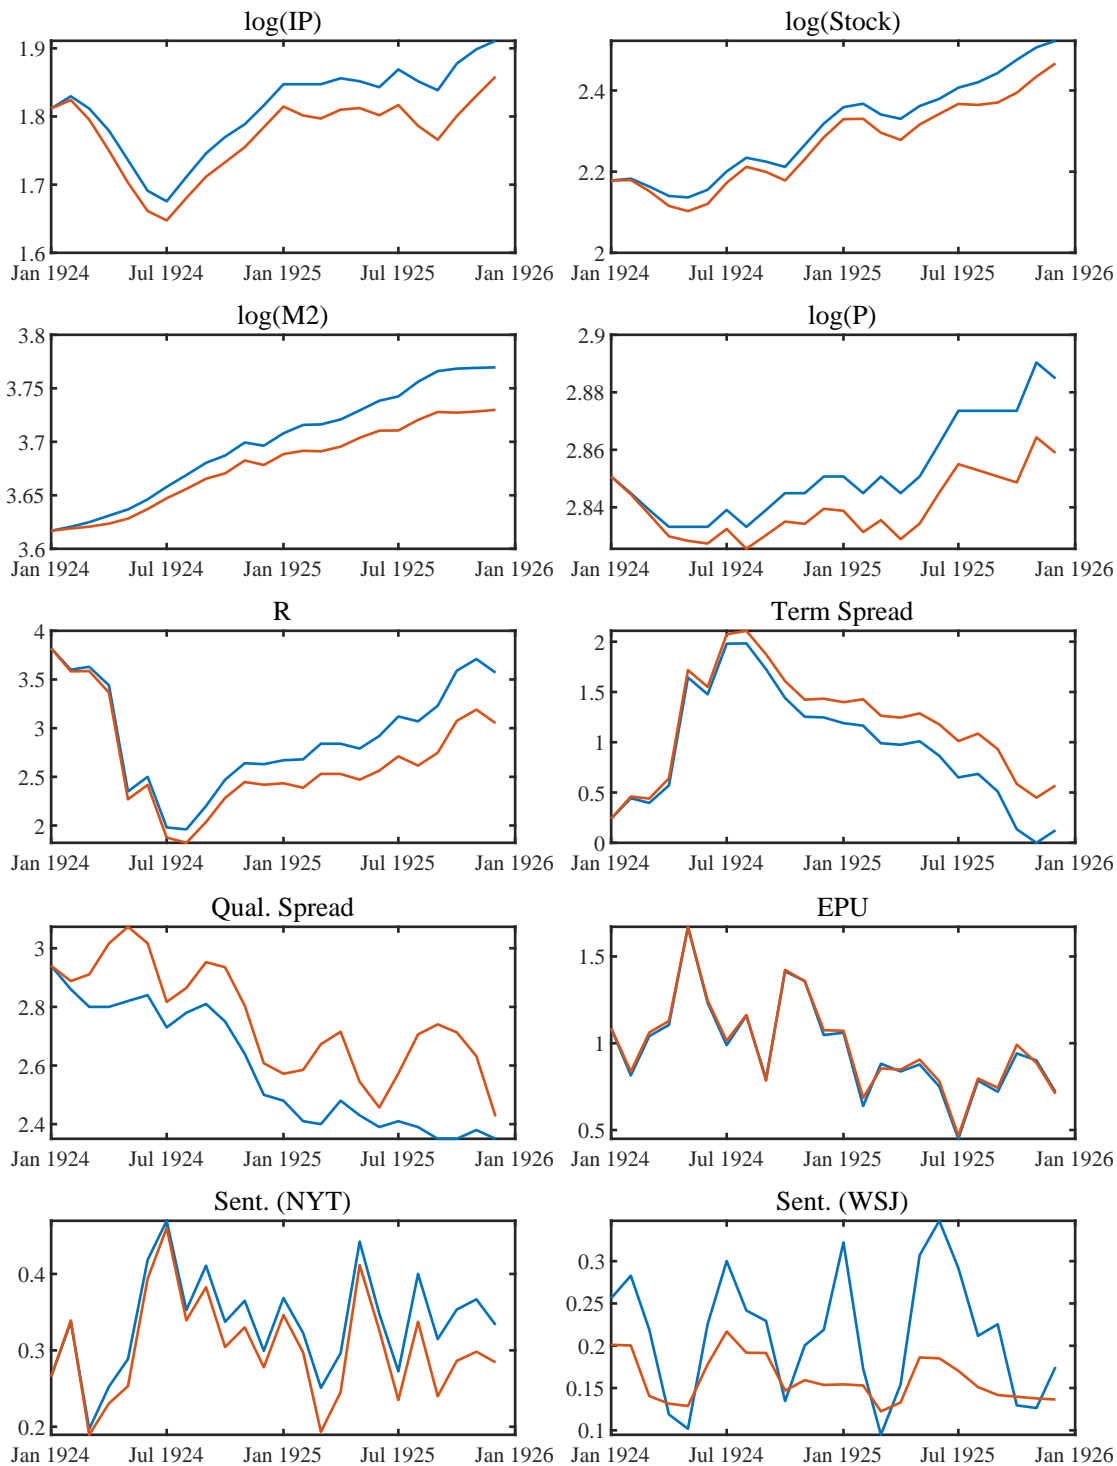 log(IP)
log(Stock)
1.9
1.8
1.7
1.6
Jan 1924 Jul 1924 Jan 1925 Jul 1925 Jan 1926
2.4
2.2
2
Jan 1924 Jul 1924 Jan 1925 Jul 1925 Jan 1926
log(M2)
log(P)
3.8
3.75
3.7
3.65
3.6
Jan 1924 Jul 1924 Jan 1925 Jul 1925 Jan 1926
2.9
2.88
2.86
2.84
Jan 1924 Jul 1924 Jan 1925 Jul 1925 Jan 1926
R
Term Spread
4
3.5
3
2.5
2
Jan 1924 Jul 1924 Jan 1925 Jul 1925 Jan 1926
2
1.5
1
0.5
0
Jan 1924 Jul 1924 Jan 1925 Jul 1925 Jan 1926
Qual. Spread
EPU
3
2.8
2.6
2.4
Jan 1924 Jul 1924 Jan 1925 Jul 1925 Jan 1926
1.5
1
0.5
Jan 1924 Jul 1924 Jan 1925 Jul 1925 Jan 1926
Sent. (NYT)
Sent. (WSJ)
0.4
0.3
0.2
Jan 1924 Jul 1924 Jan 1925 Jul 1925 Jan 1926
0.3
0.25
0.2
0.15
0.1
Jan 1924 Jul 1924 Jan 1925 Jul 1925 Jan 1926